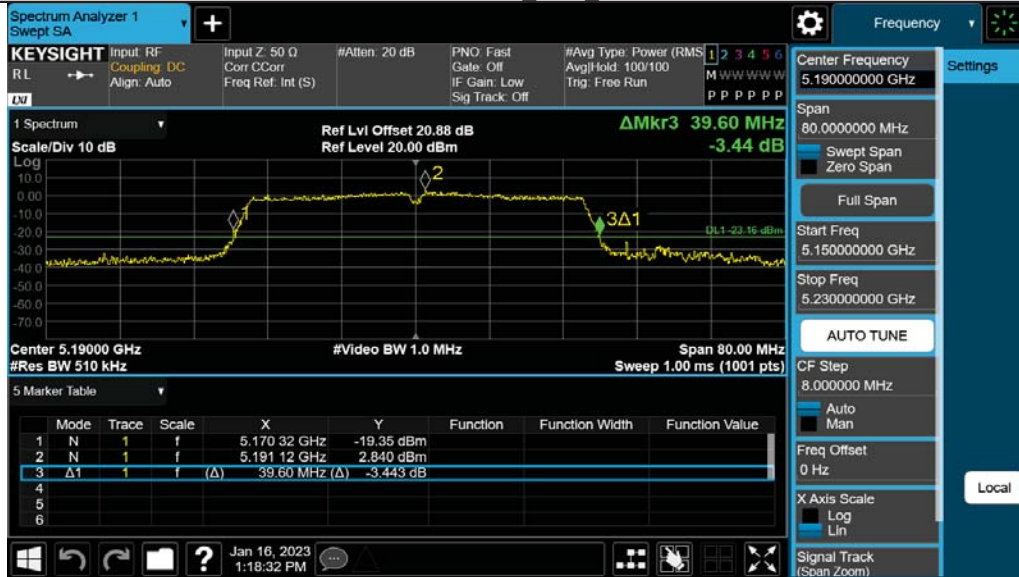 Spectrum Analyzer 1
Swept SA
+
Frequency
KEYSIGHT
RL
LXI
Input: RF
Coupling: DC
Align: Auto
Input Z: 50 Ω
Corr CCorr
Freq Ref: Int (S)
#Atten: 20 dB
PNO: Fast
Gate: Off
IF Gain: Low
Sig Track: Off
#Avg Type: Power (RMS
Avg|Hold: 100/100
Trig: Free Run
1 2 3 4 5 6
M W W W W W
P P P P P P
Center Frequency
5.190000000 GHz
Settings
Span
80.0000000 MHz
Swept Span
Zero Span
Full Span
Start Freq
5.150000000 GHz
Stop Freq
5.230000000 GHz
AUTO TUNE
CF Step
8.000000 MHz
Auto
Man
Freq Offset
0 Hz
X Axis Scale
Log
Lin
Signal Track
(Span Zoom)
Local
1 Spectrum
Scale/Div 10 dB
Ref Lvl Offset 20.88 dB
Ref Level 20.00 dBm
ΔMkr3 39.60 MHz
-3.44 dB
Log
10.0
0.00
-10.0
-20.0
-30.0
-40.0
-50.0
-60.0
-70.0
1
2
3Δ1
DL1 -23.16 dBm
Center 5.19000 GHz
#Video BW 1.0 MHz
Span 80.00 MHz
#Res BW 510 kHz
Sweep 1.00 ms (1001 pts)
5 Marker Table
Mode Trace Scale X Y Function Function Width Function Value
1 N 1 f 5.170 32 GHz -19.35 dBm
2 N 1 f 5.191 12 GHz 2.840 dBm
3 Δ1 1 f (Δ) 39.60 MHz (Δ) -3.443 dB
4
5
6
?
Jan 16, 2023
1:18:32 PM